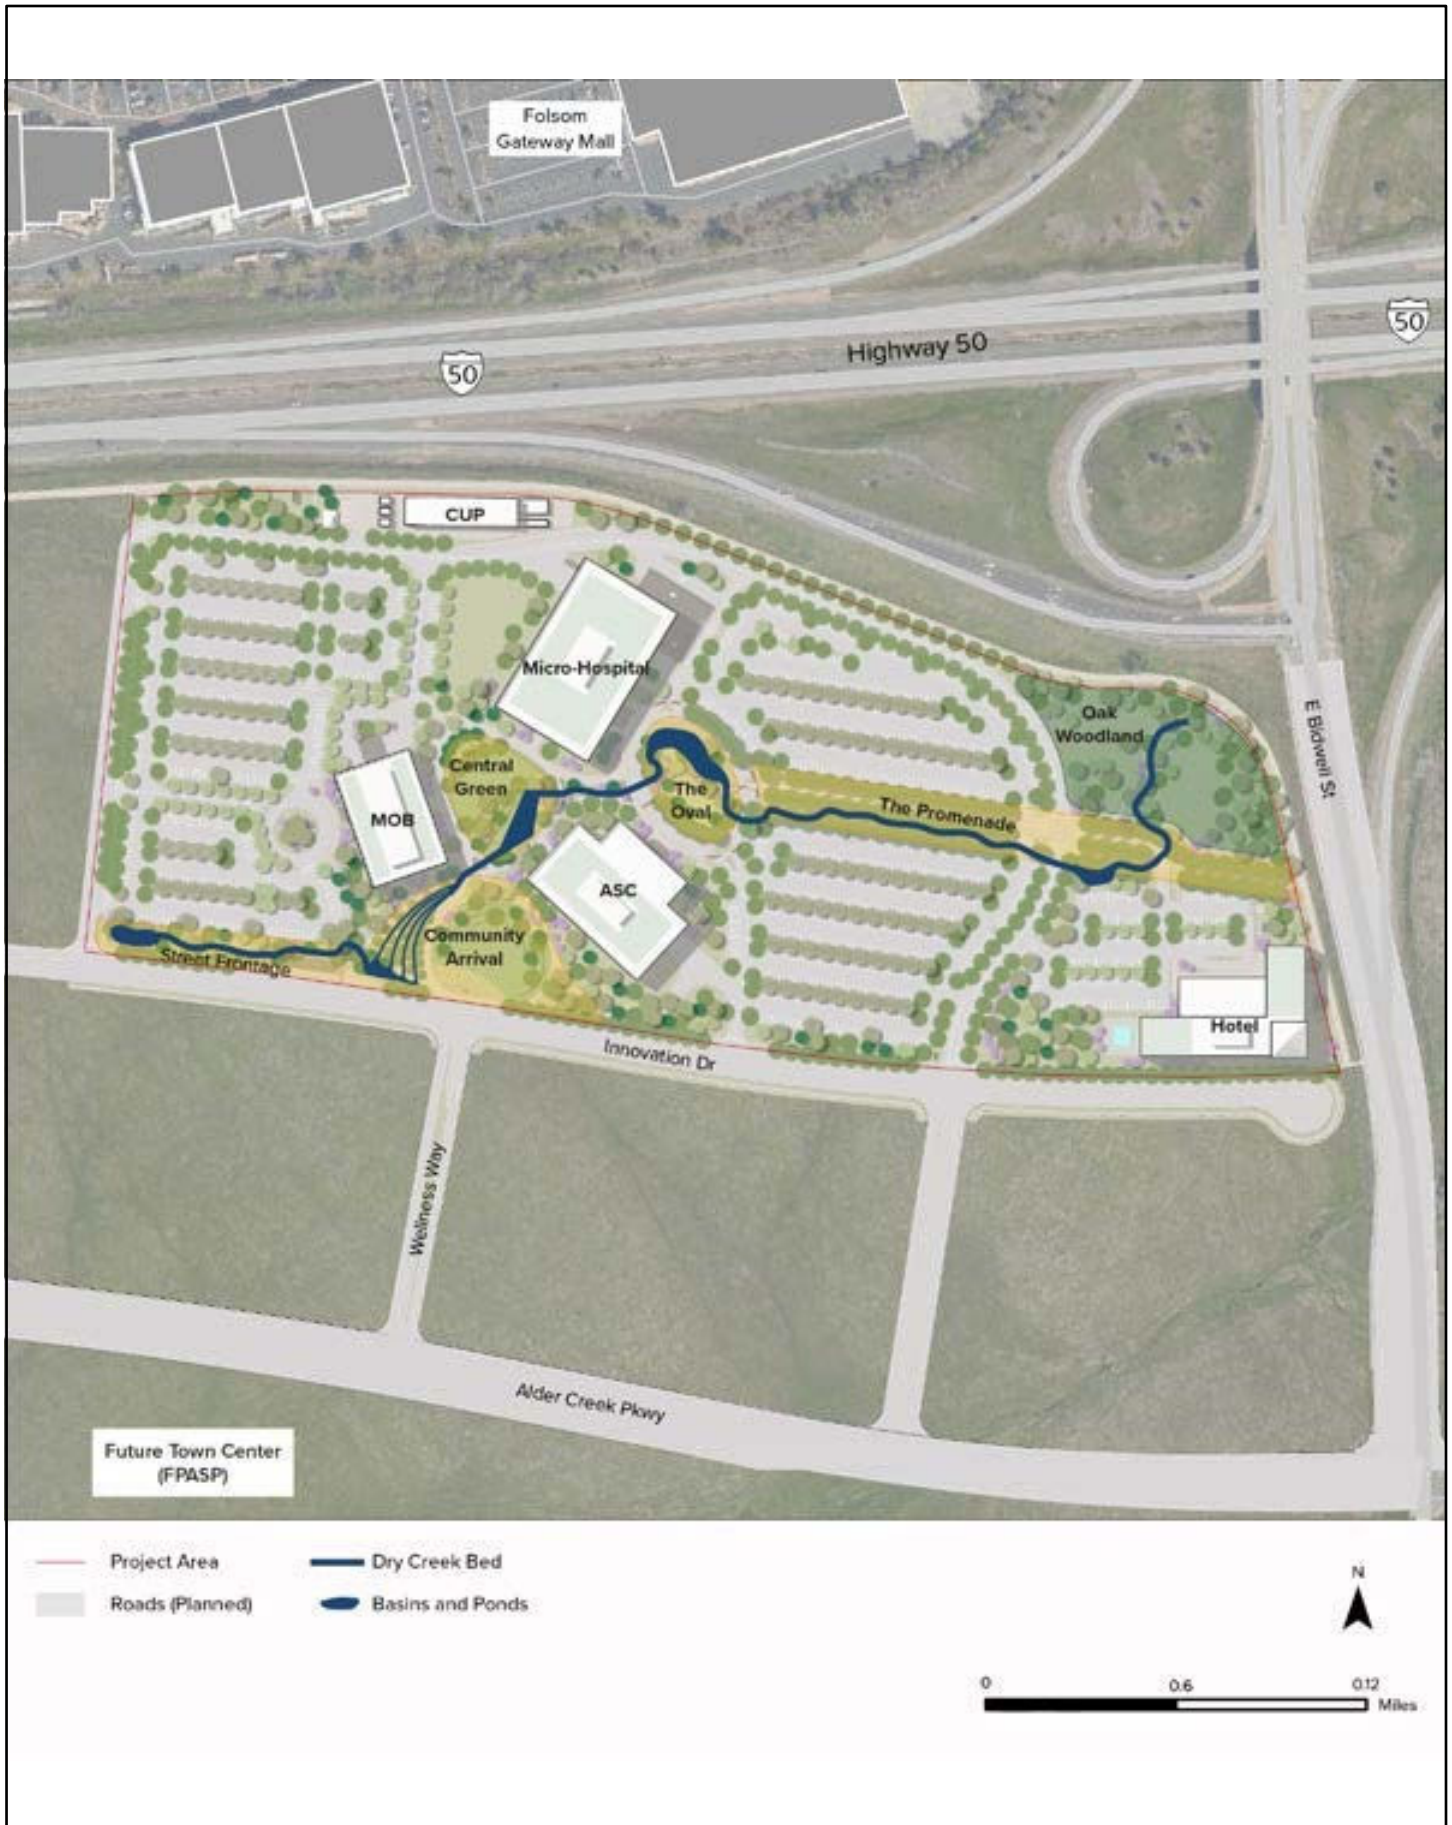 Folsom
Gateway Mall
50
Highway 50
50
CUP
Micro-Hospital
Oak
Woodland
E Bidwell St
Central
Green
The
Oval
The Promenade
MOB
ASC
Community
Arrival
Street Frontage
Hotel
Innovation Dr
Wellness Way
Alder Creek Pkwy
Future Town Center
(FPASP)
Project Area
Dry Creek Bed
Roads (Planned)
Basins and Ponds
N
0
0.6
0.12
Miles